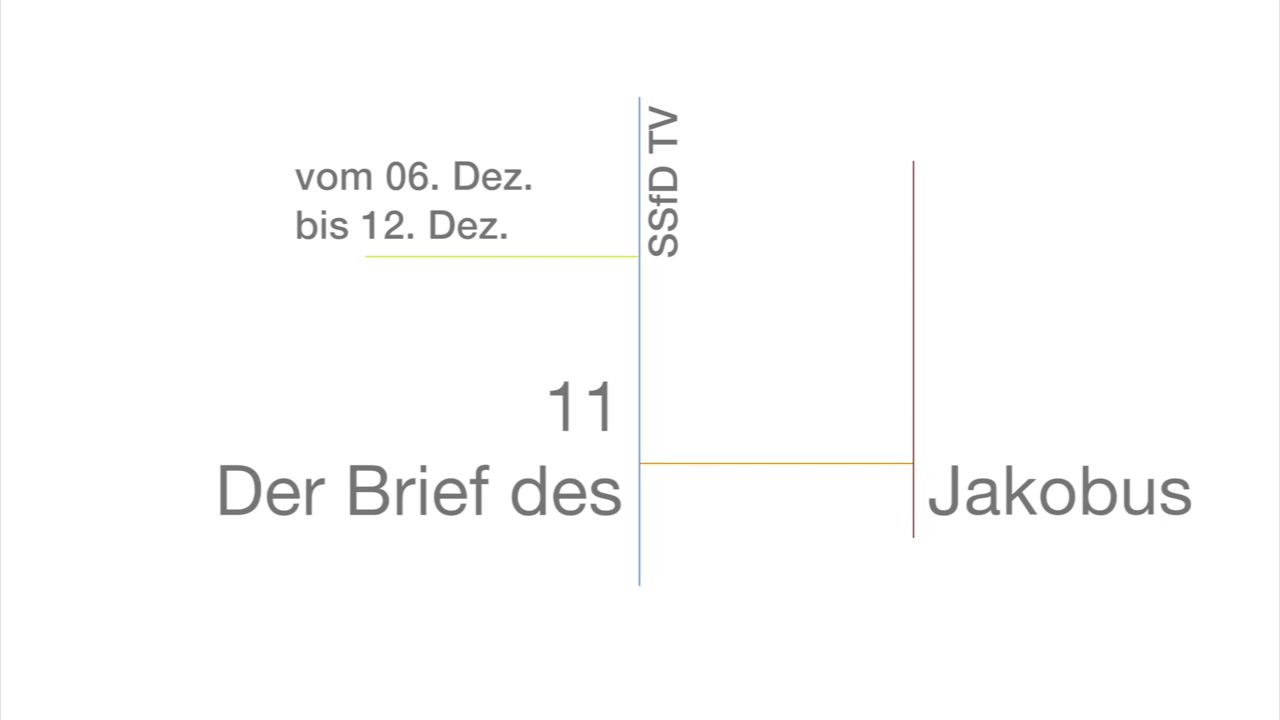 vom 06. Dez.
bis 12. Dez.
SSfD TV
11
Der Brief des Jakobus